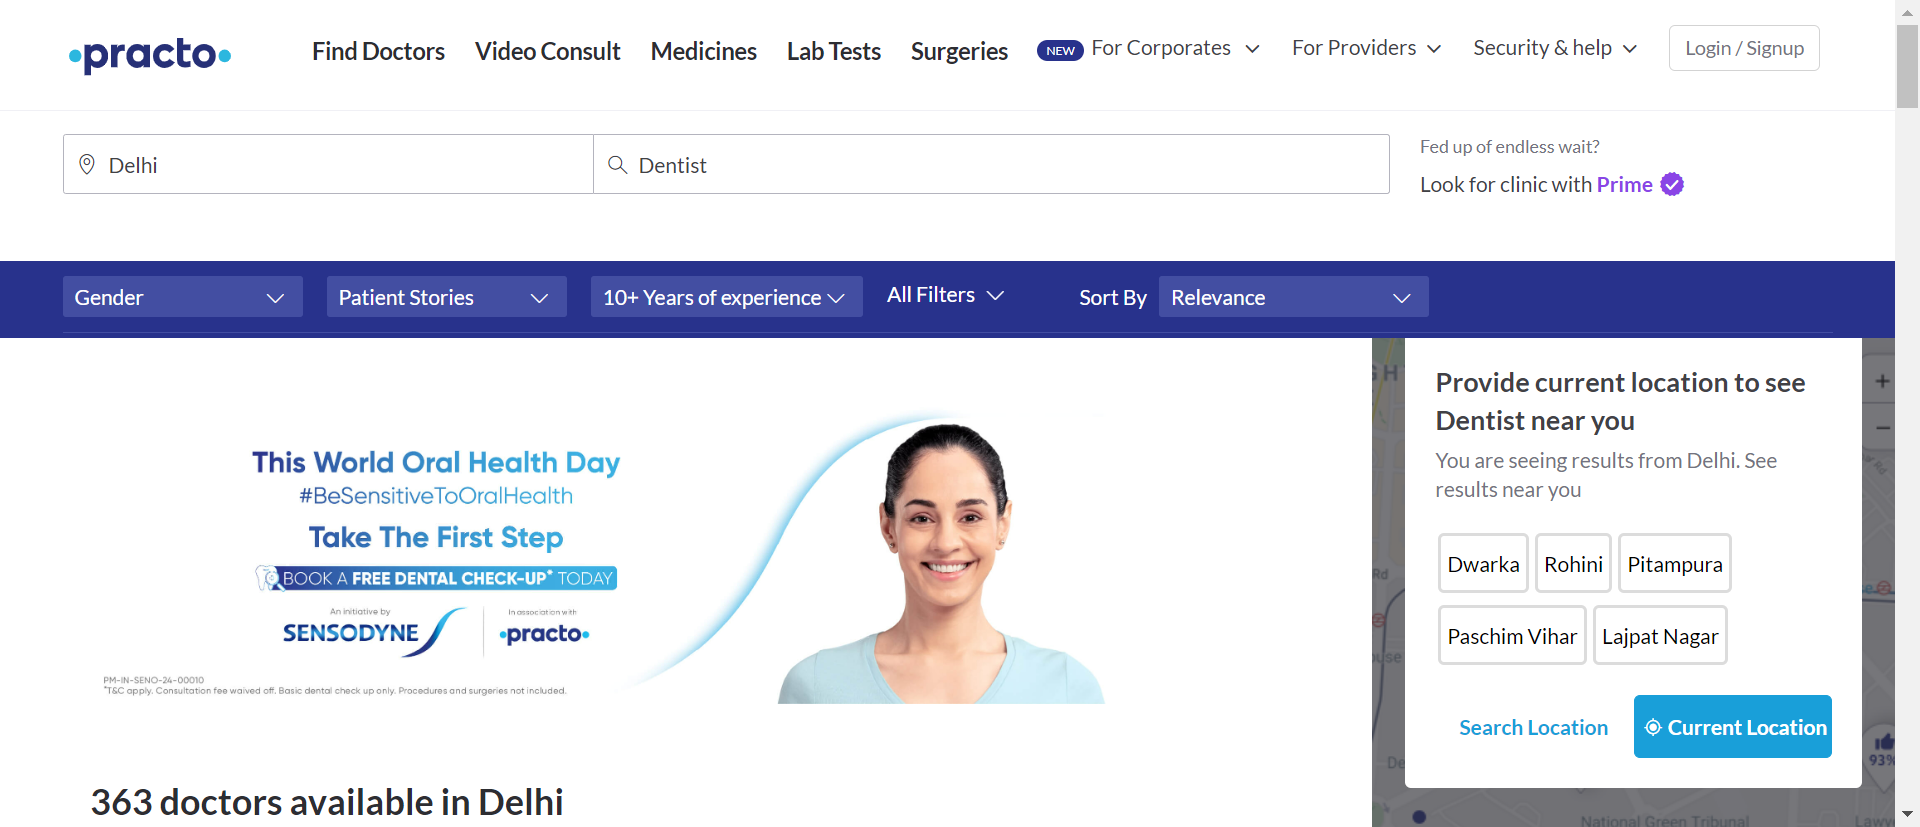 practo
Find Doctors
Video Consult
Medicines
Lab Tests
Surgeries
NEW
For Corporates
For Providers
Security & help
Login / Signup
Delhi
Dentist
Fed up of endless wait?
Look for clinic with Prime
Gender
Patient Stories
10+ Years of experience
All Filters
Sort By
Relevance
This World Oral Health Day
#BeSensitiveToOralHealth
Take The First Step
BOOK A FREE DENTAL CHECK-UP* TODAY
An initiative by
SENSODYNE
In association with
practo
PM-IN-SENO-24-00010
*T&C apply. Consultation fee waived off. Basic dental check up only. Procedures and surgeries not included.
363 doctors available in Delhi
Provide current location to see
Dentist near you
You are seeing results from Delhi. See
results near you
Dwarka
Rohini
Pitampura
Paschim Vihar
Lajpat Nagar
Search Location
Current Location
Rd
93%
National Green Tribunal